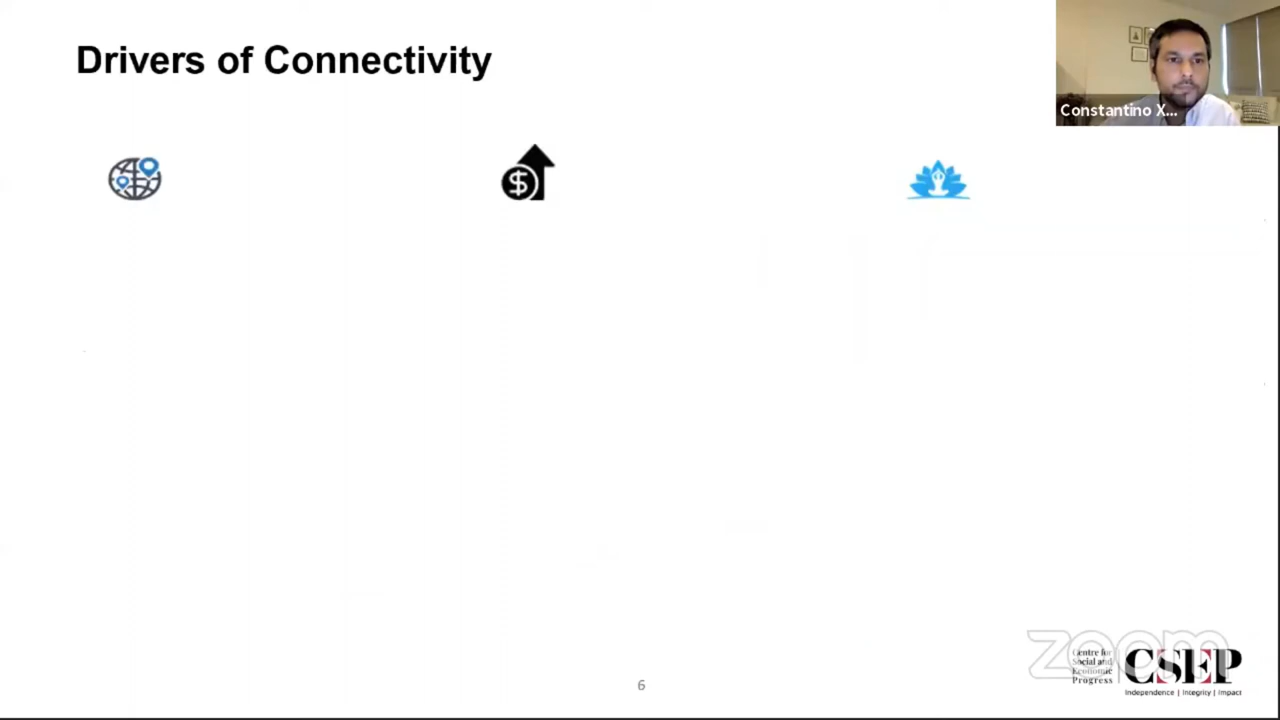 Drivers of Connectivity
Constantino X...
$
zoom
Centre for
Social and
Economic
Progress
CSEP
Independence | Integrity | Impact
6